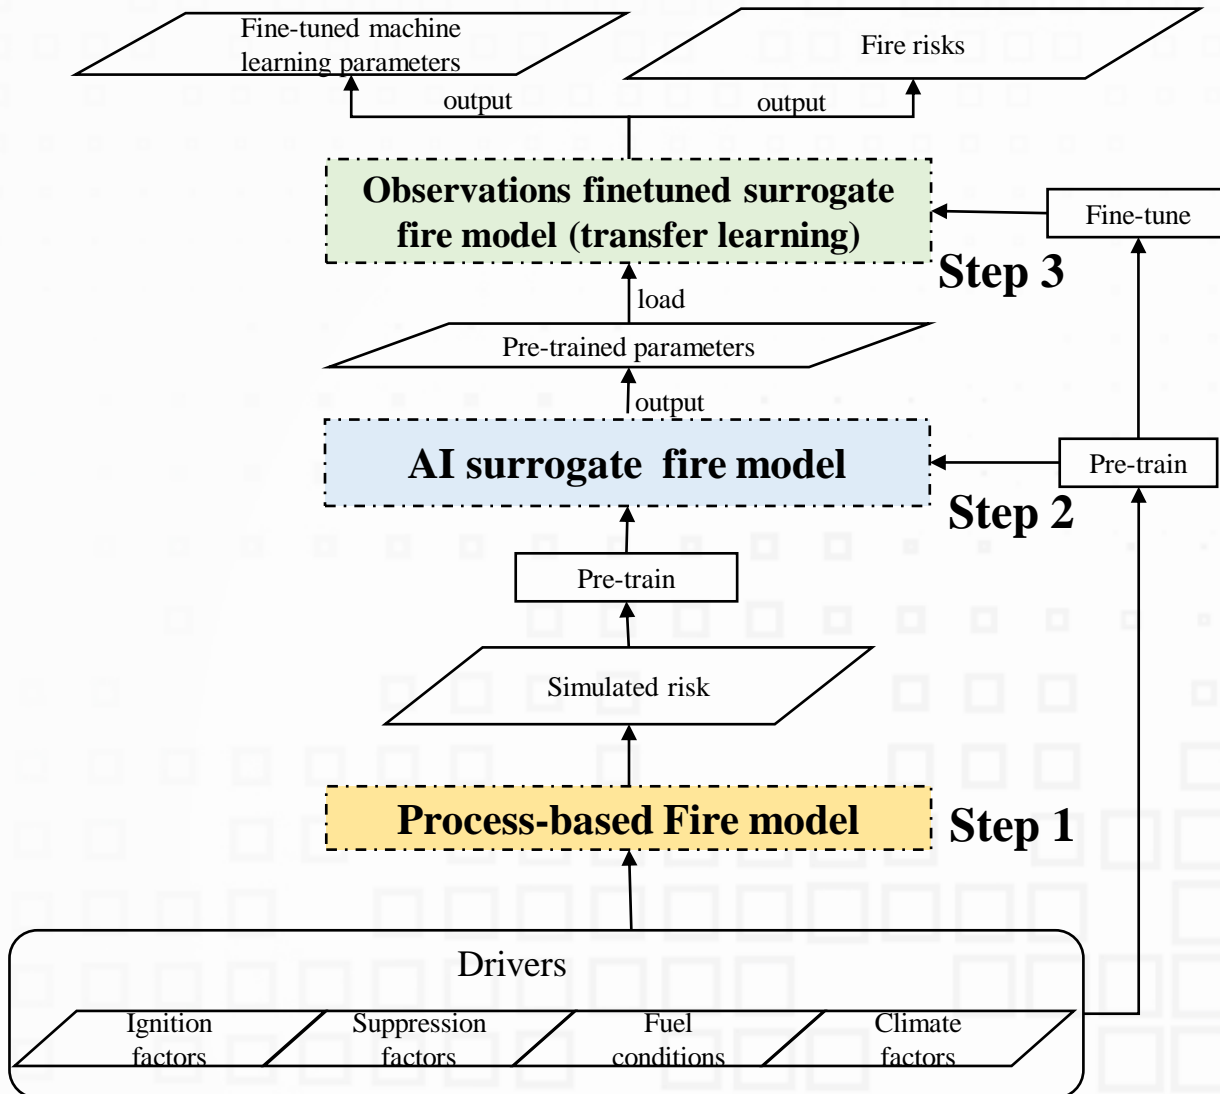 Fine-tuned machine
learning parameters
Fire risks
output
output
Observations finetuned surrogate
fire model (transfer learning)
Fine-tune
Step 3
load
Pre-trained parameters
output
AI surrogate fire model
Pre-train
Step 2
Pre-train
Simulated risk
Process-based Fire model
Step 1
Drivers
Ignition
factors
Suppression
factors
Fuel
conditions
Climate
factors